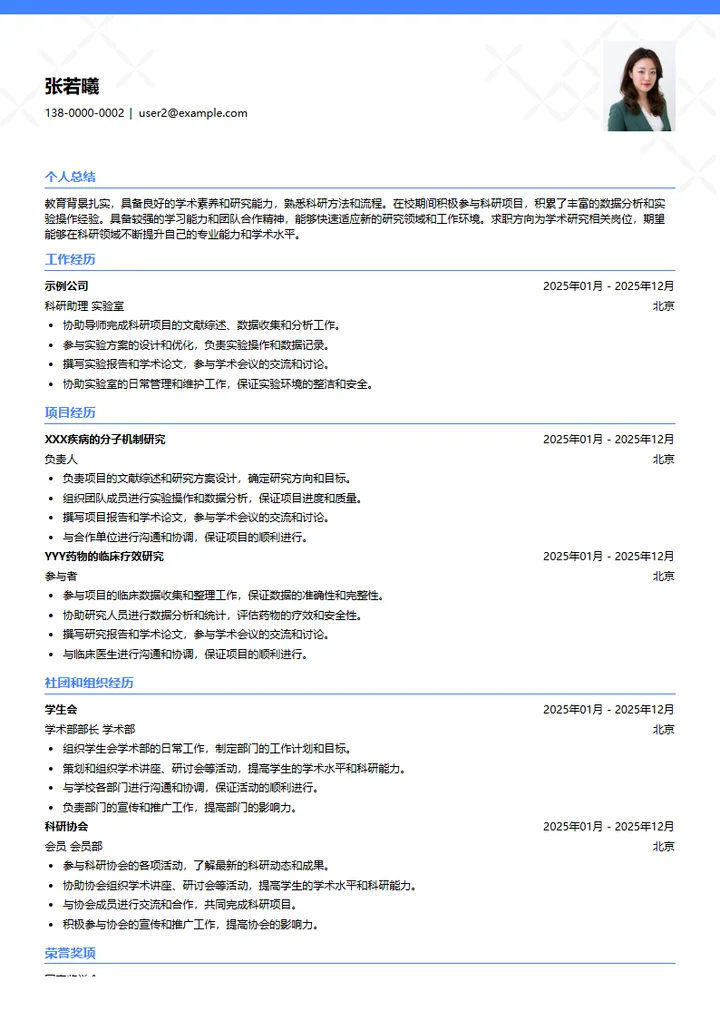 张若曦
138-0000-0002 | user2@example.com
个人总结
教育背景扎实，具备良好的学术素养和研究能力，熟悉科研方法和流程。在校期间积极参与科研项目，积累了丰富的数据分析和实
验操作经验。具备较强的学习能力和团队合作精神，能够快速适应新的研究领域和工作环境。求职方向为学术研究相关岗位，期望
能够在科研领域不断提升自己的专业能力和学术水平。
工作经历
示例公司 2025年01月 - 2025年12月
科研助理 实验室 北京
• 协助导师完成科研项目的文献综述、数据收集和分析工作。
• 参与实验方案的设计和优化，负责实验操作和数据记录。
• 撰写实验报告和学术论文，参与学术会议的交流和讨论。
• 协助实验室的日常管理和维护工作，保证实验环境的整洁和安全。
项目经历
XXX疾病的分子机制研究 2025年01月 - 2025年12月
负责人 北京
• 负责项目的文献综述和研究方案设计，确定研究方向和目标。
• 组织团队成员进行实验操作和数据分析，保证项目进度和质量。
• 撰写项目报告和学术论文，参与学术会议的交流和讨论。
• 与合作单位进行沟通和协调，保证项目的顺利进行。
YYY药物的临床疗效研究 2025年01月 - 2025年12月
参与者 北京
• 参与项目的临床数据收集和整理工作，保证数据的准确性和完整性。
• 协助研究人员进行数据分析和统计，评估药物的疗效和安全性。
• 撰写研究报告和学术论文，参与学术会议的交流和讨论。
• 与临床医生进行沟通和协调，保证项目的顺利进行。
社团和组织经历
学生会 2025年01月 - 2025年12月
学术部部长 学术部 北京
• 组织学生会学术部的日常工作，制定部门的工作计划和目标。
• 策划和组织学术讲座、研讨会等活动，提高学生的学术水平和科研能力。
• 与学校各部门进行沟通和协调，保证活动的顺利进行。
• 负责部门的宣传和推广工作，提高部门的影响力。
科研协会 2025年01月 - 2025年12月
会员 会员部 北京
• 参与科研协会的各项活动，了解最新的科研动态和成果。
• 协助协会组织学术讲座、研讨会等活动，提高学生的学术水平和科研能力。
• 与协会成员进行交流和合作，共同完成科研项目。
• 积极参与协会的宣传和推广工作，提高协会的影响力。
荣誉奖项